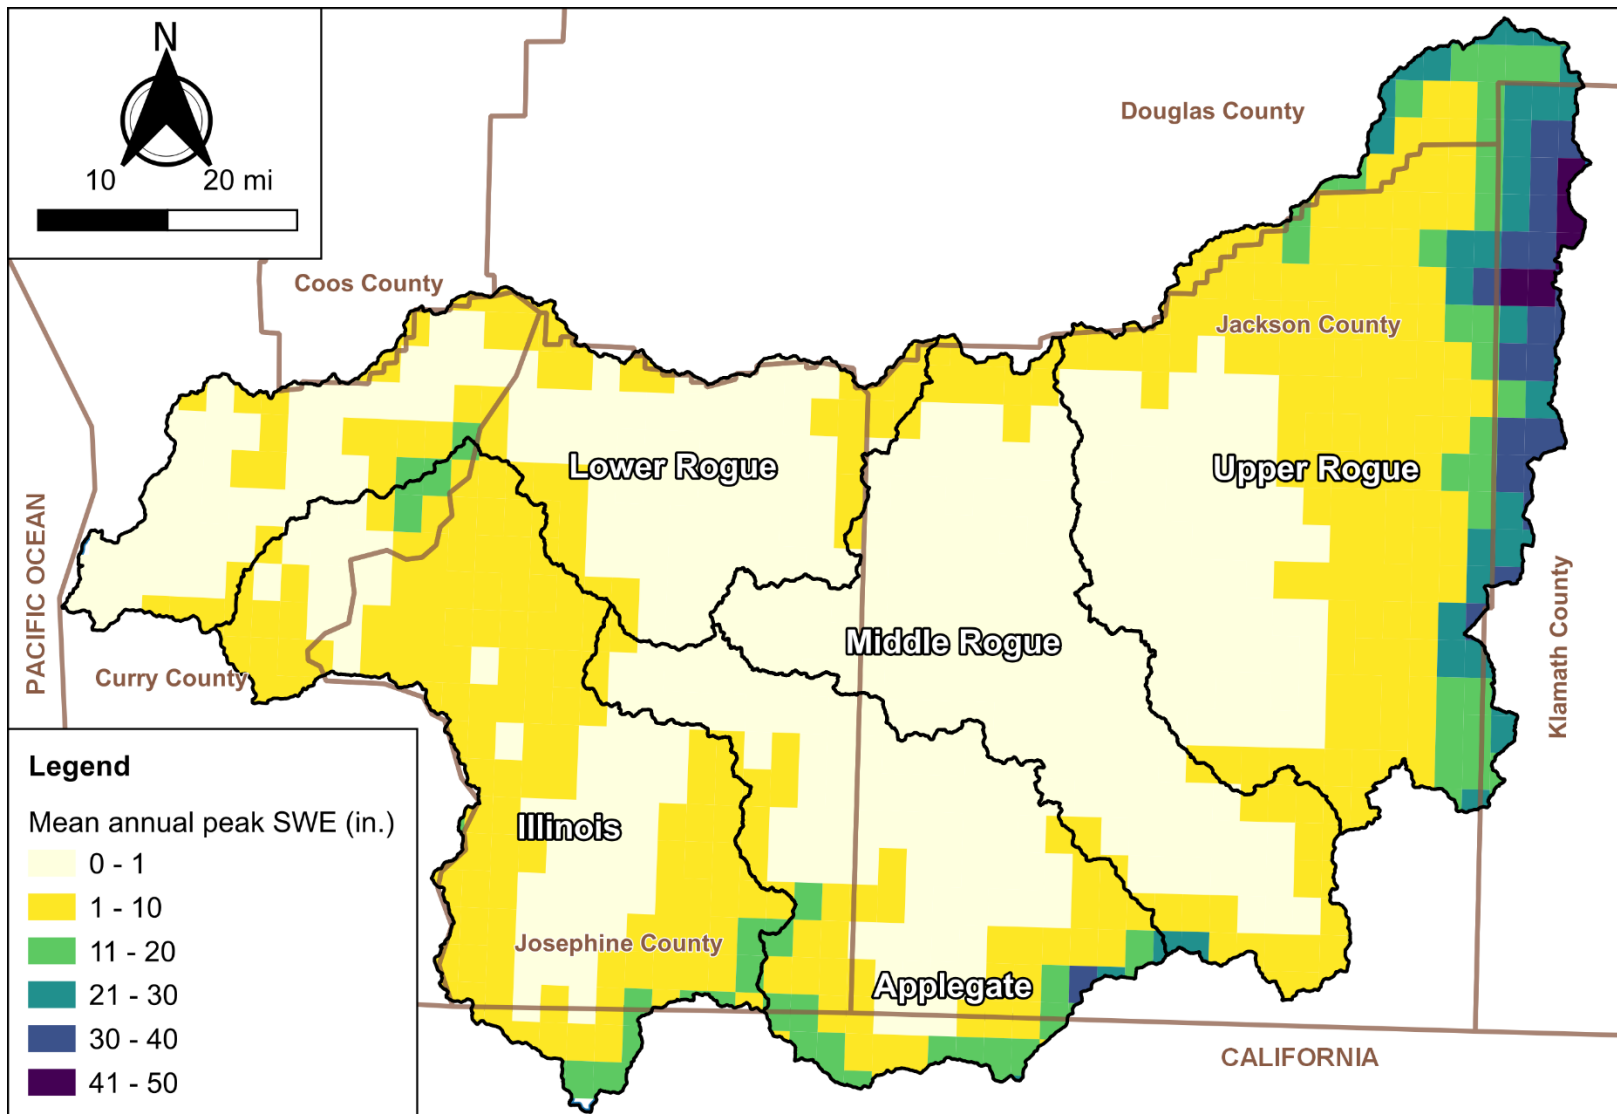 N
10 20 mi
Douglas County
Coos County
Jackson County
Lower Rogue
Upper Rogue
PACIFIC OCEAN
Klamath County
Middle Rogue
Curry County
Legend
Mean annual peak SWE (in.)
0 - 1
1 - 10
11 - 20
21 - 30
30 - 40
41 - 50
Illinois
Josephine County
Applegate
CALIFORNIA